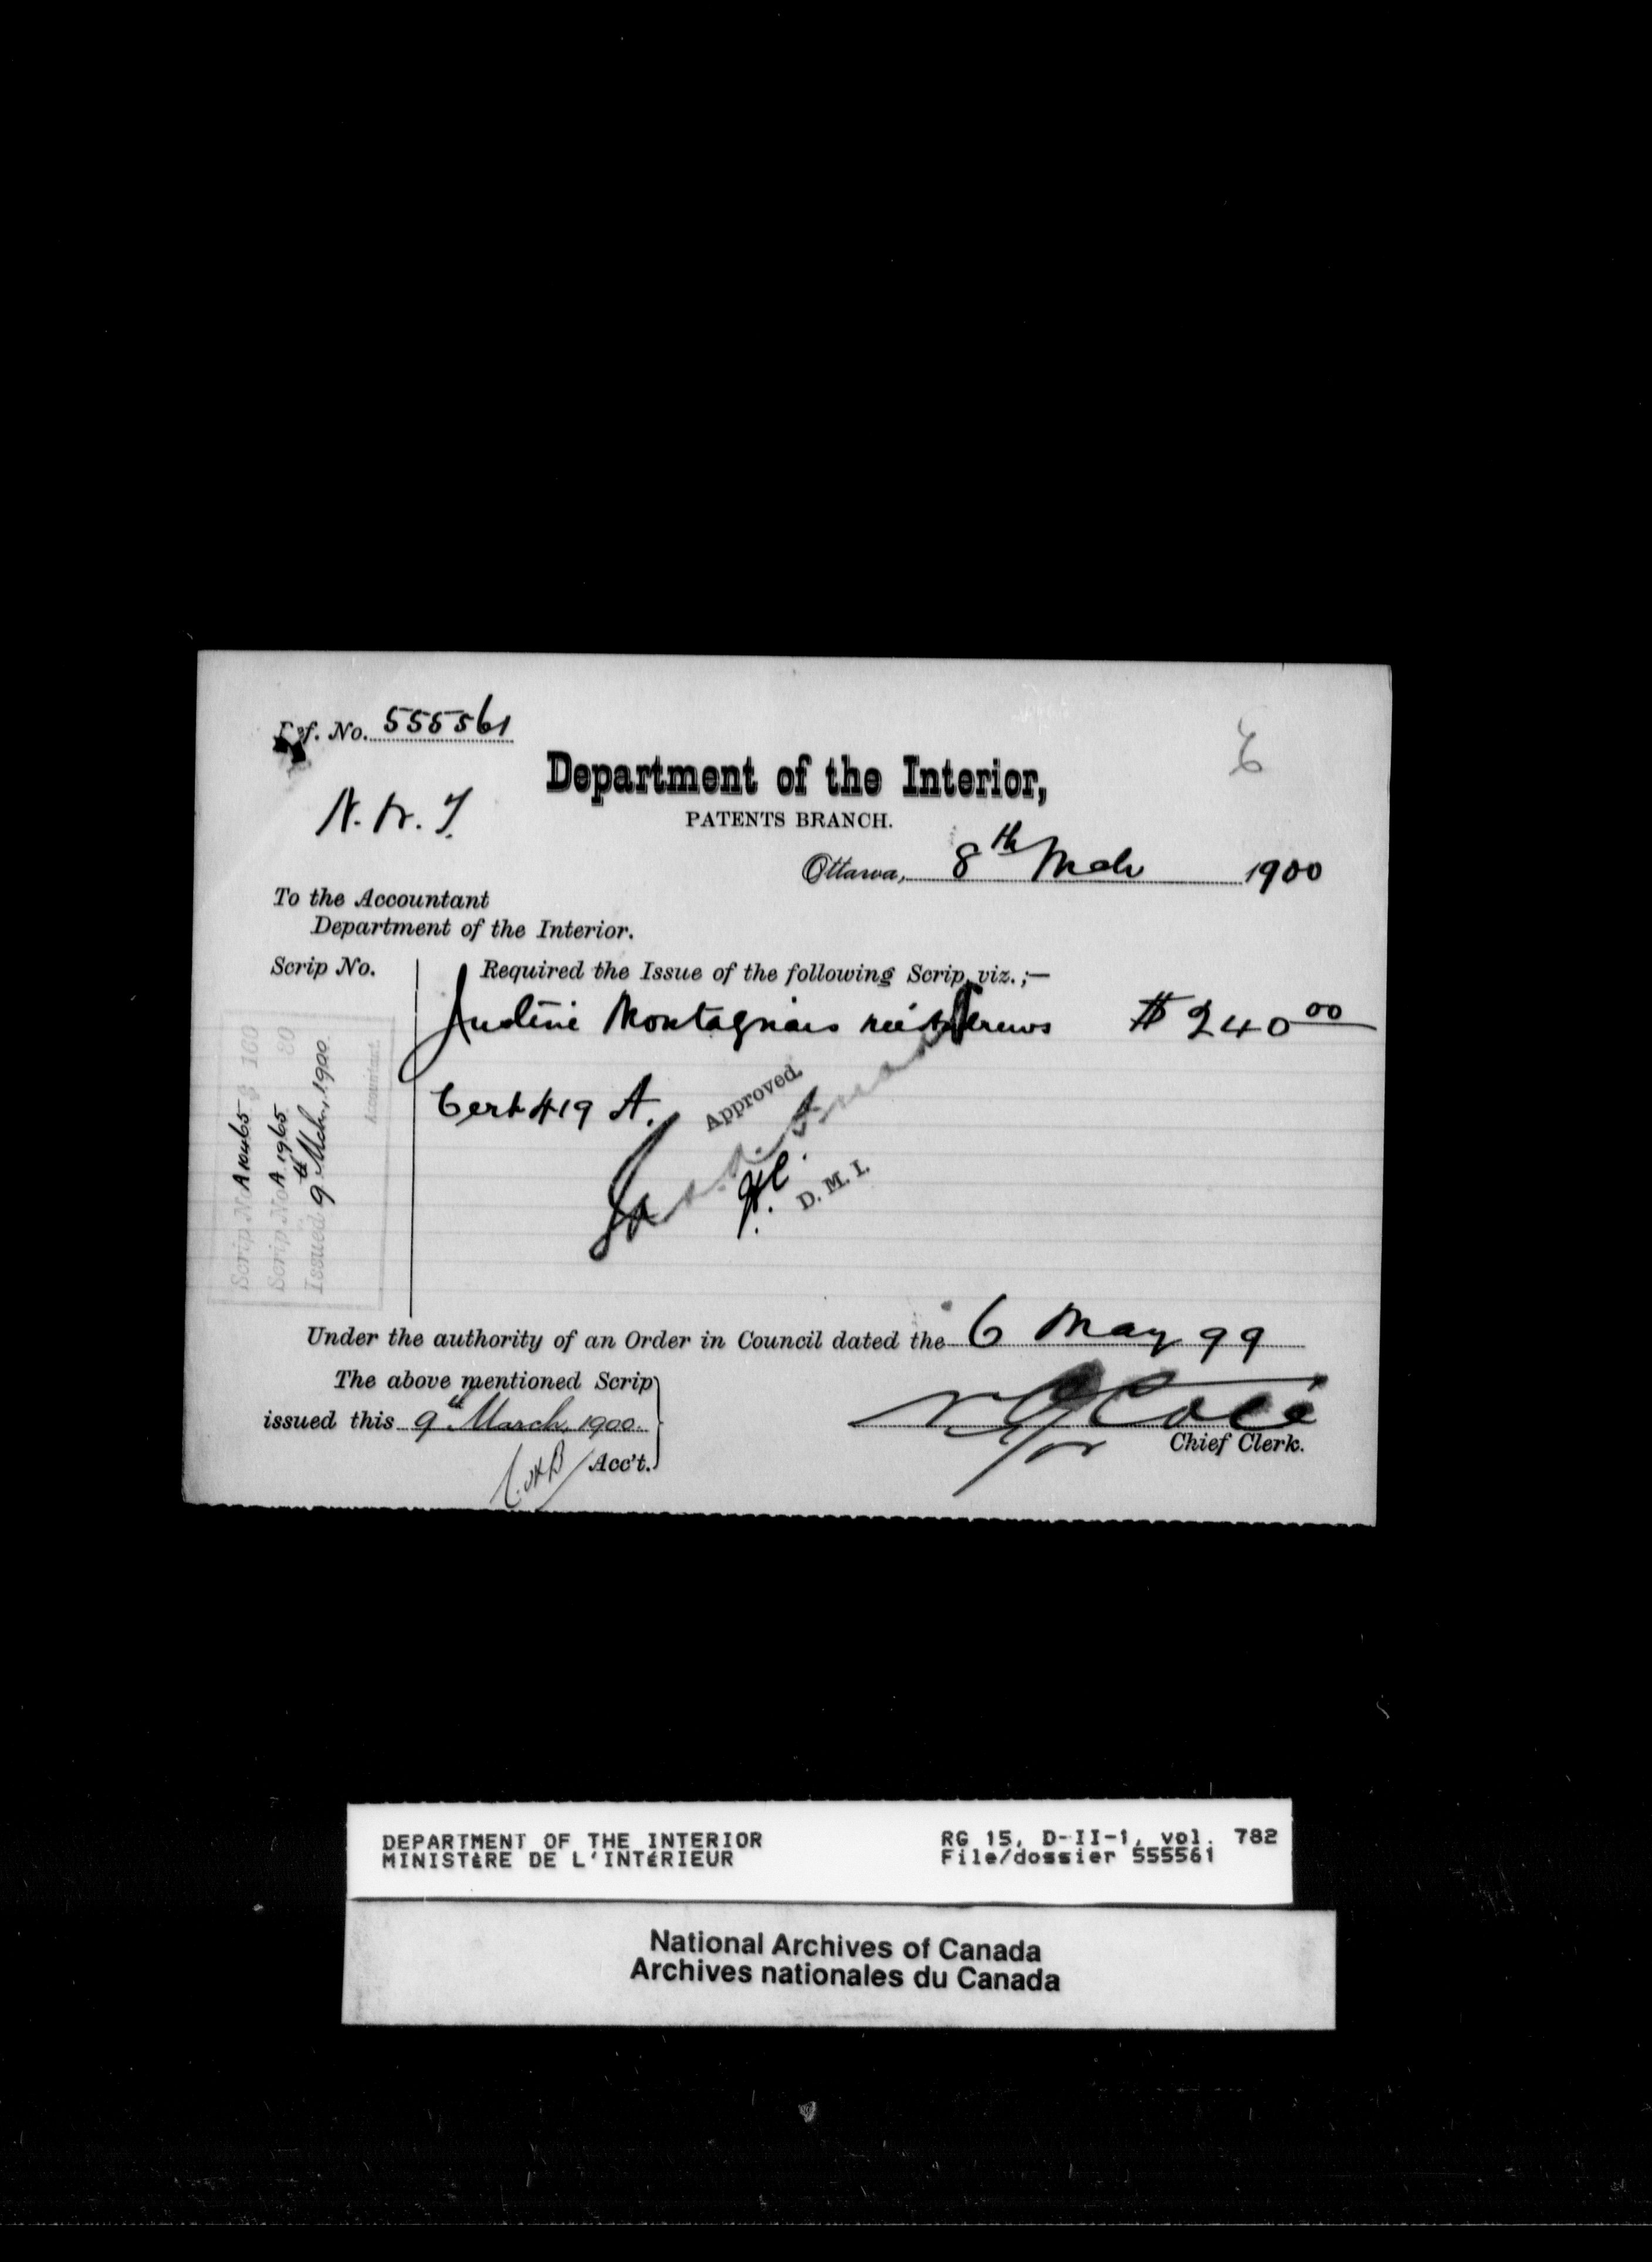 Ref. No. 555561
6
N. W. T.
Department of the Interior,
PATENTS BRANCH.
Ottawa, 8th Mch 1900
To the Accountant
Department of the Interior.
Scrip No.
Required the Issue of the following Scrip, viz.;—
Montagnais née $ 240 00
Cert 419 A.
Approved
D. M. I.
Scrip No A 10465 $ 160
Scrip No A 1965 80
Issued 9th Mch, 1900.
Accountant.
Under the authority of an Order in Council dated the 6 May 99
The above mentioned Scrip
issued this 9th March, 1900.
Acc't.
Chief Clerk.
DEPARTMENT OF THE INTERIOR
MINISTÈRE DE L'INTÉRIEUR
RG 15, D-II-1, vol. 782
File/dossier 555561
National Archives of Canada
Archives nationales du Canada